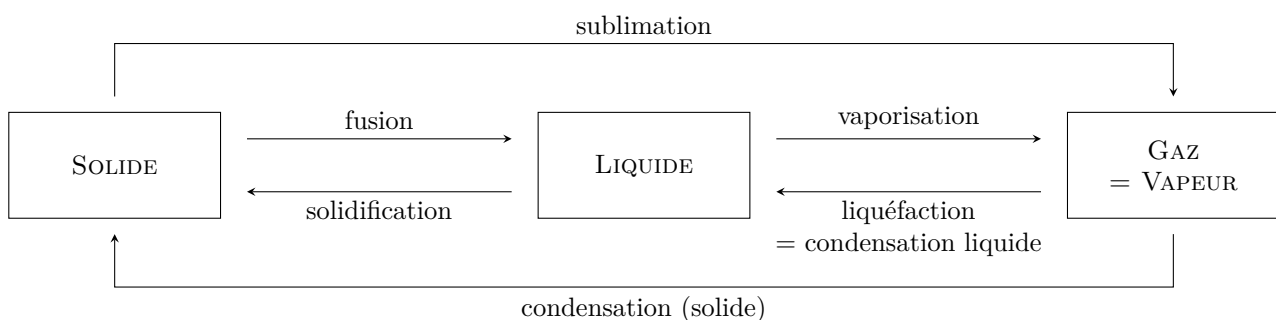 sublimation
fusion
vaporisation
SOLIDE
LIQUIDE
GAZ
= VAPEUR
solidification
liquéfaction
= condensation liquide
condensation (solide)